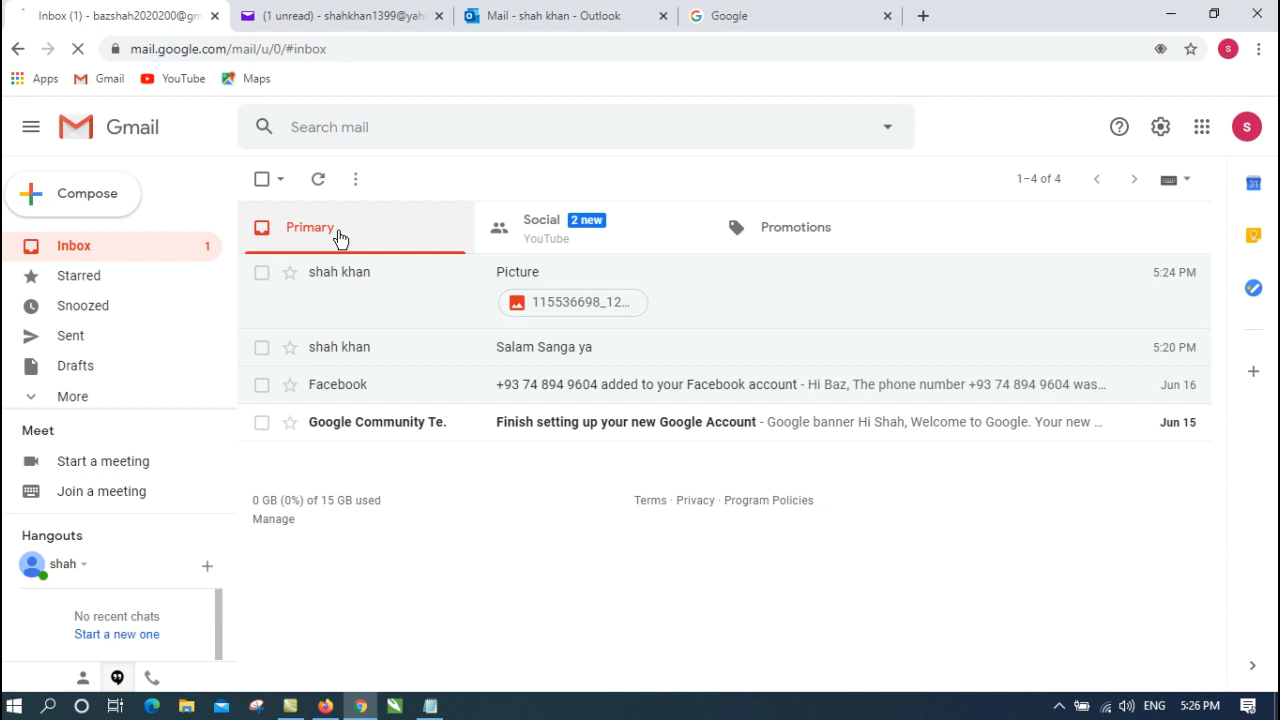 Inbox (1) - bazshah2020200@gm
(1 unread) - shahkhan1399@yah
Mail - shah khan - Outlook
Google
mail.google.com/mail/u/0/#inbox
S
Apps
Gmail
YouTube
Maps
Gmail
Search mail
S
Compose
1–4 of 4
Primary
Social
2 new
YouTube
Promotions
31
Inbox
1
Starred
Snoozed
Sent
Drafts
More
shah khan
Picture
5:24 PM
115536698_12...
shah khan
Salam Sanga ya
5:20 PM
Facebook
+93 74 894 9604 added to your Facebook account - Hi Baz, The phone number +93 74 894 9604 was...
Jun 16
Google Community Te.
Finish setting up your new Google Account - Google banner Hi Shah, Welcome to Google. Your new ...
Jun 15
Meet
Start a meeting
Join a meeting
0 GB (0%) of 15 GB used
Manage
Terms · Privacy · Program Policies
Hangouts
shah
No recent chats
Start a new one
ENG
5:26 PM